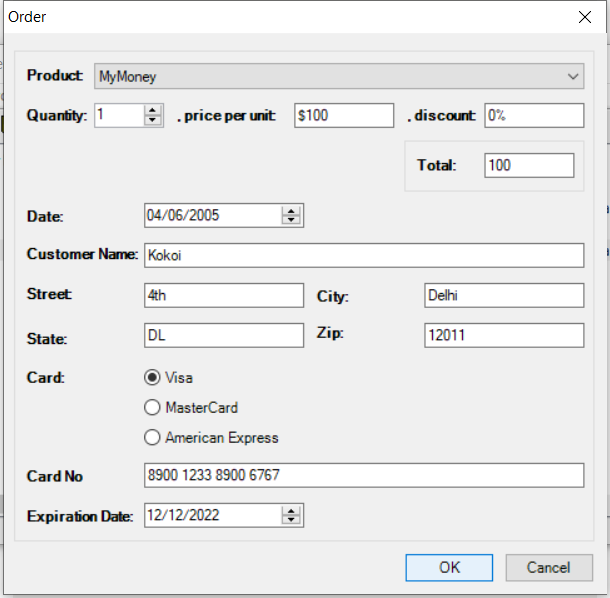 Order
Product: MyMoney
Quantity: 1 . price per unit: $100 . discount: 0%
Total: 100
Date: 04/06/2005
Customer Name: Kokoi
Street: 4th City: Delhi
State: DL Zip: 12011
Card: Visa
MasterCard
American Express
Card No 8900 1233 8900 6767
Expiration Date: 12/12/2022
OK Cancel